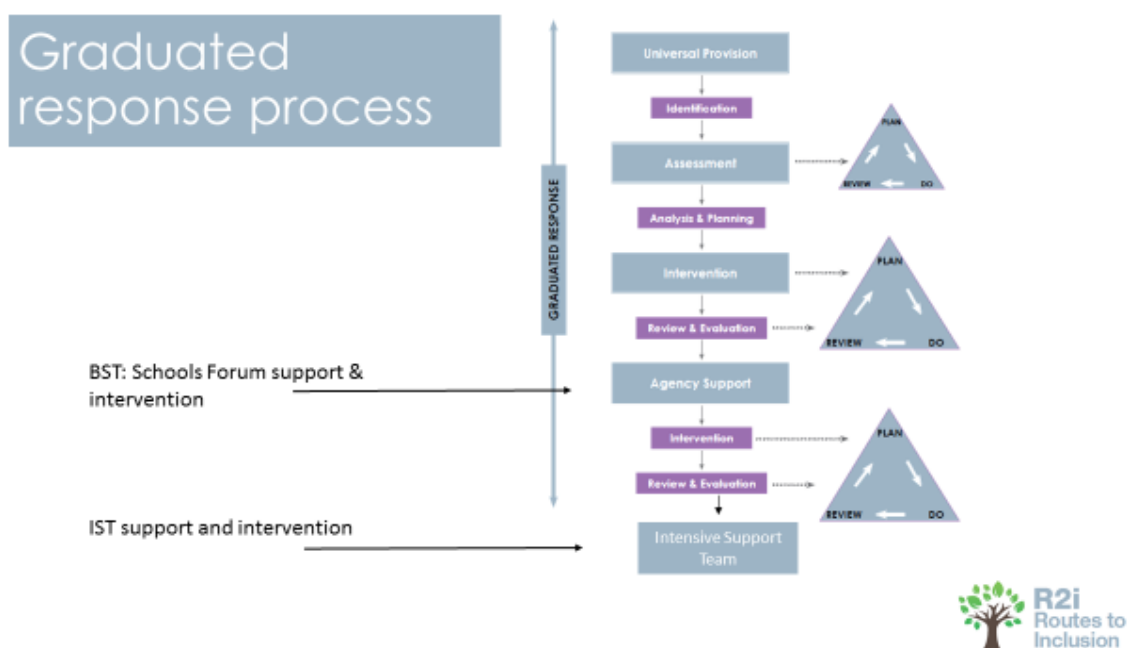 Graduated
response process
GRADUATED RESPONSE
Universal Provision
Identification
Assessment
PLAN
REVIEW
DO
Analysis & Planning
Intervention
PLAN
REVIEW
DO
Review & Evaluation
BST: Schools Forum support &
intervention
Agency Support
Intervention
PLAN
REVIEW
DO
Review & Evaluation
IST support and intervention
Intensive Support
Team
R2i
Routes to
Inclusion